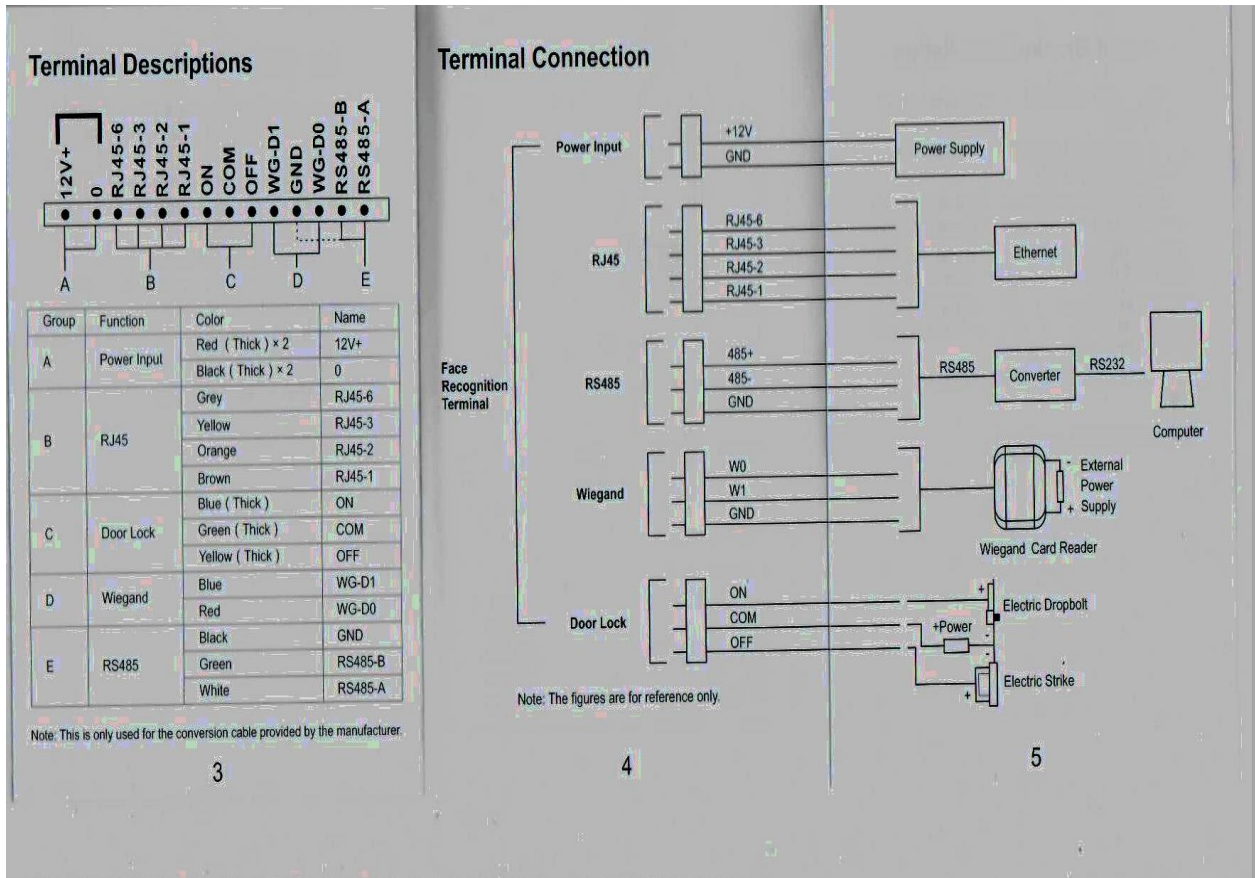 Terminal Descriptions
12V+
0
RJ45-6
RJ45-3
RJ45-2
RJ45-1
ON
COM
OFF
WG-D1
GND
WG-D0
RS485-B
RS485-A
A B C D E
Group Function Color Name
A Power Input Red ( Thick ) × 2 12V+
Black ( Thick ) × 2 0
B RJ45 Grey RJ45-6
Yellow RJ45-3
Orange RJ45-2
Brown RJ45-1
C Door Lock Blue ( Thick ) ON
Green ( Thick ) COM
Yellow ( Thick ) OFF
D Wiegand Blue WG-D1
Red WG-D0
E RS485 Black GND
Green RS485-B
White RS485-A
Note: This is only used for the conversion cable provided by the manufacturer.
3
Terminal Connection
Face
Recognition
Terminal
Power Input
+12V
GND
Power Supply
RJ45
RJ45-6
RJ45-3
RJ45-2
RJ45-1
Ethernet
RS485
485+
485-
GND
RS485
Converter
RS232
Computer
Wiegand
W0
W1
GND
- External
Power
+ Supply
Wiegand Card Reader
Door Lock
ON
COM
OFF
+
Electric Dropbolt
+Power
-
-
Electric Strike
+
Note: The figures are for reference only.
4
5